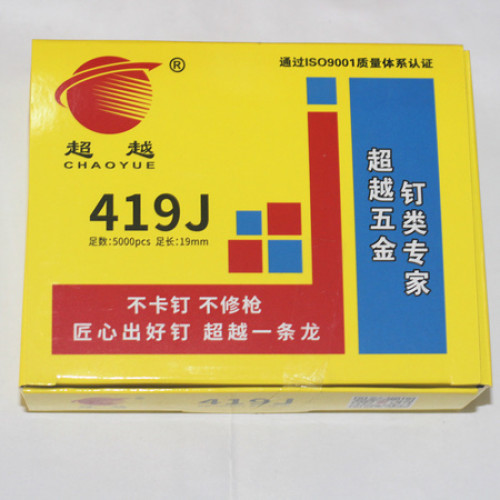 通过ISO9001质量体系认证
®
超越
CHAOYUE
419J
足数:5000pcs 足长:19mm
超越五金
钉类专家
不卡钉 不修枪
匠心出好钉 超越一条龙
419J